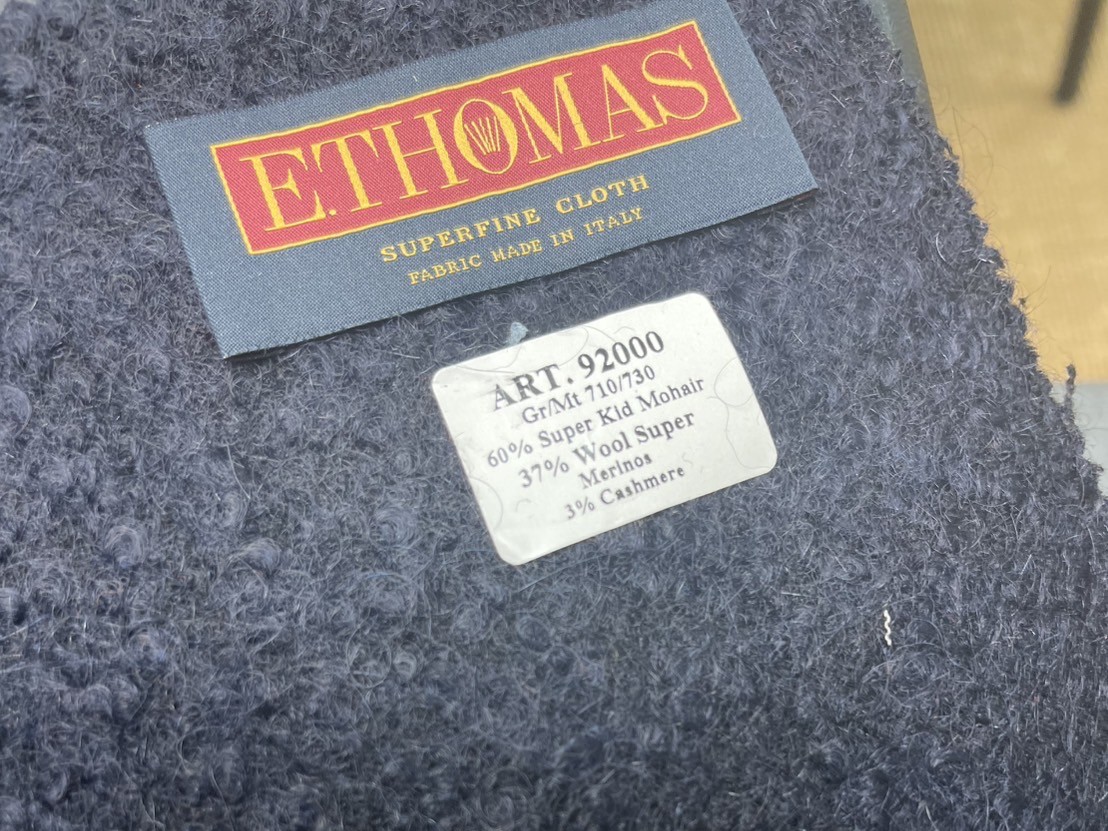 E.THOMAS
SUPERFINE CLOTH
FABRIC MADE IN ITALY
ART. 92000
Gr/Mt 710/730
60% Super Kid Mohair
37% Wool Super
Merinos
3% Cashmere